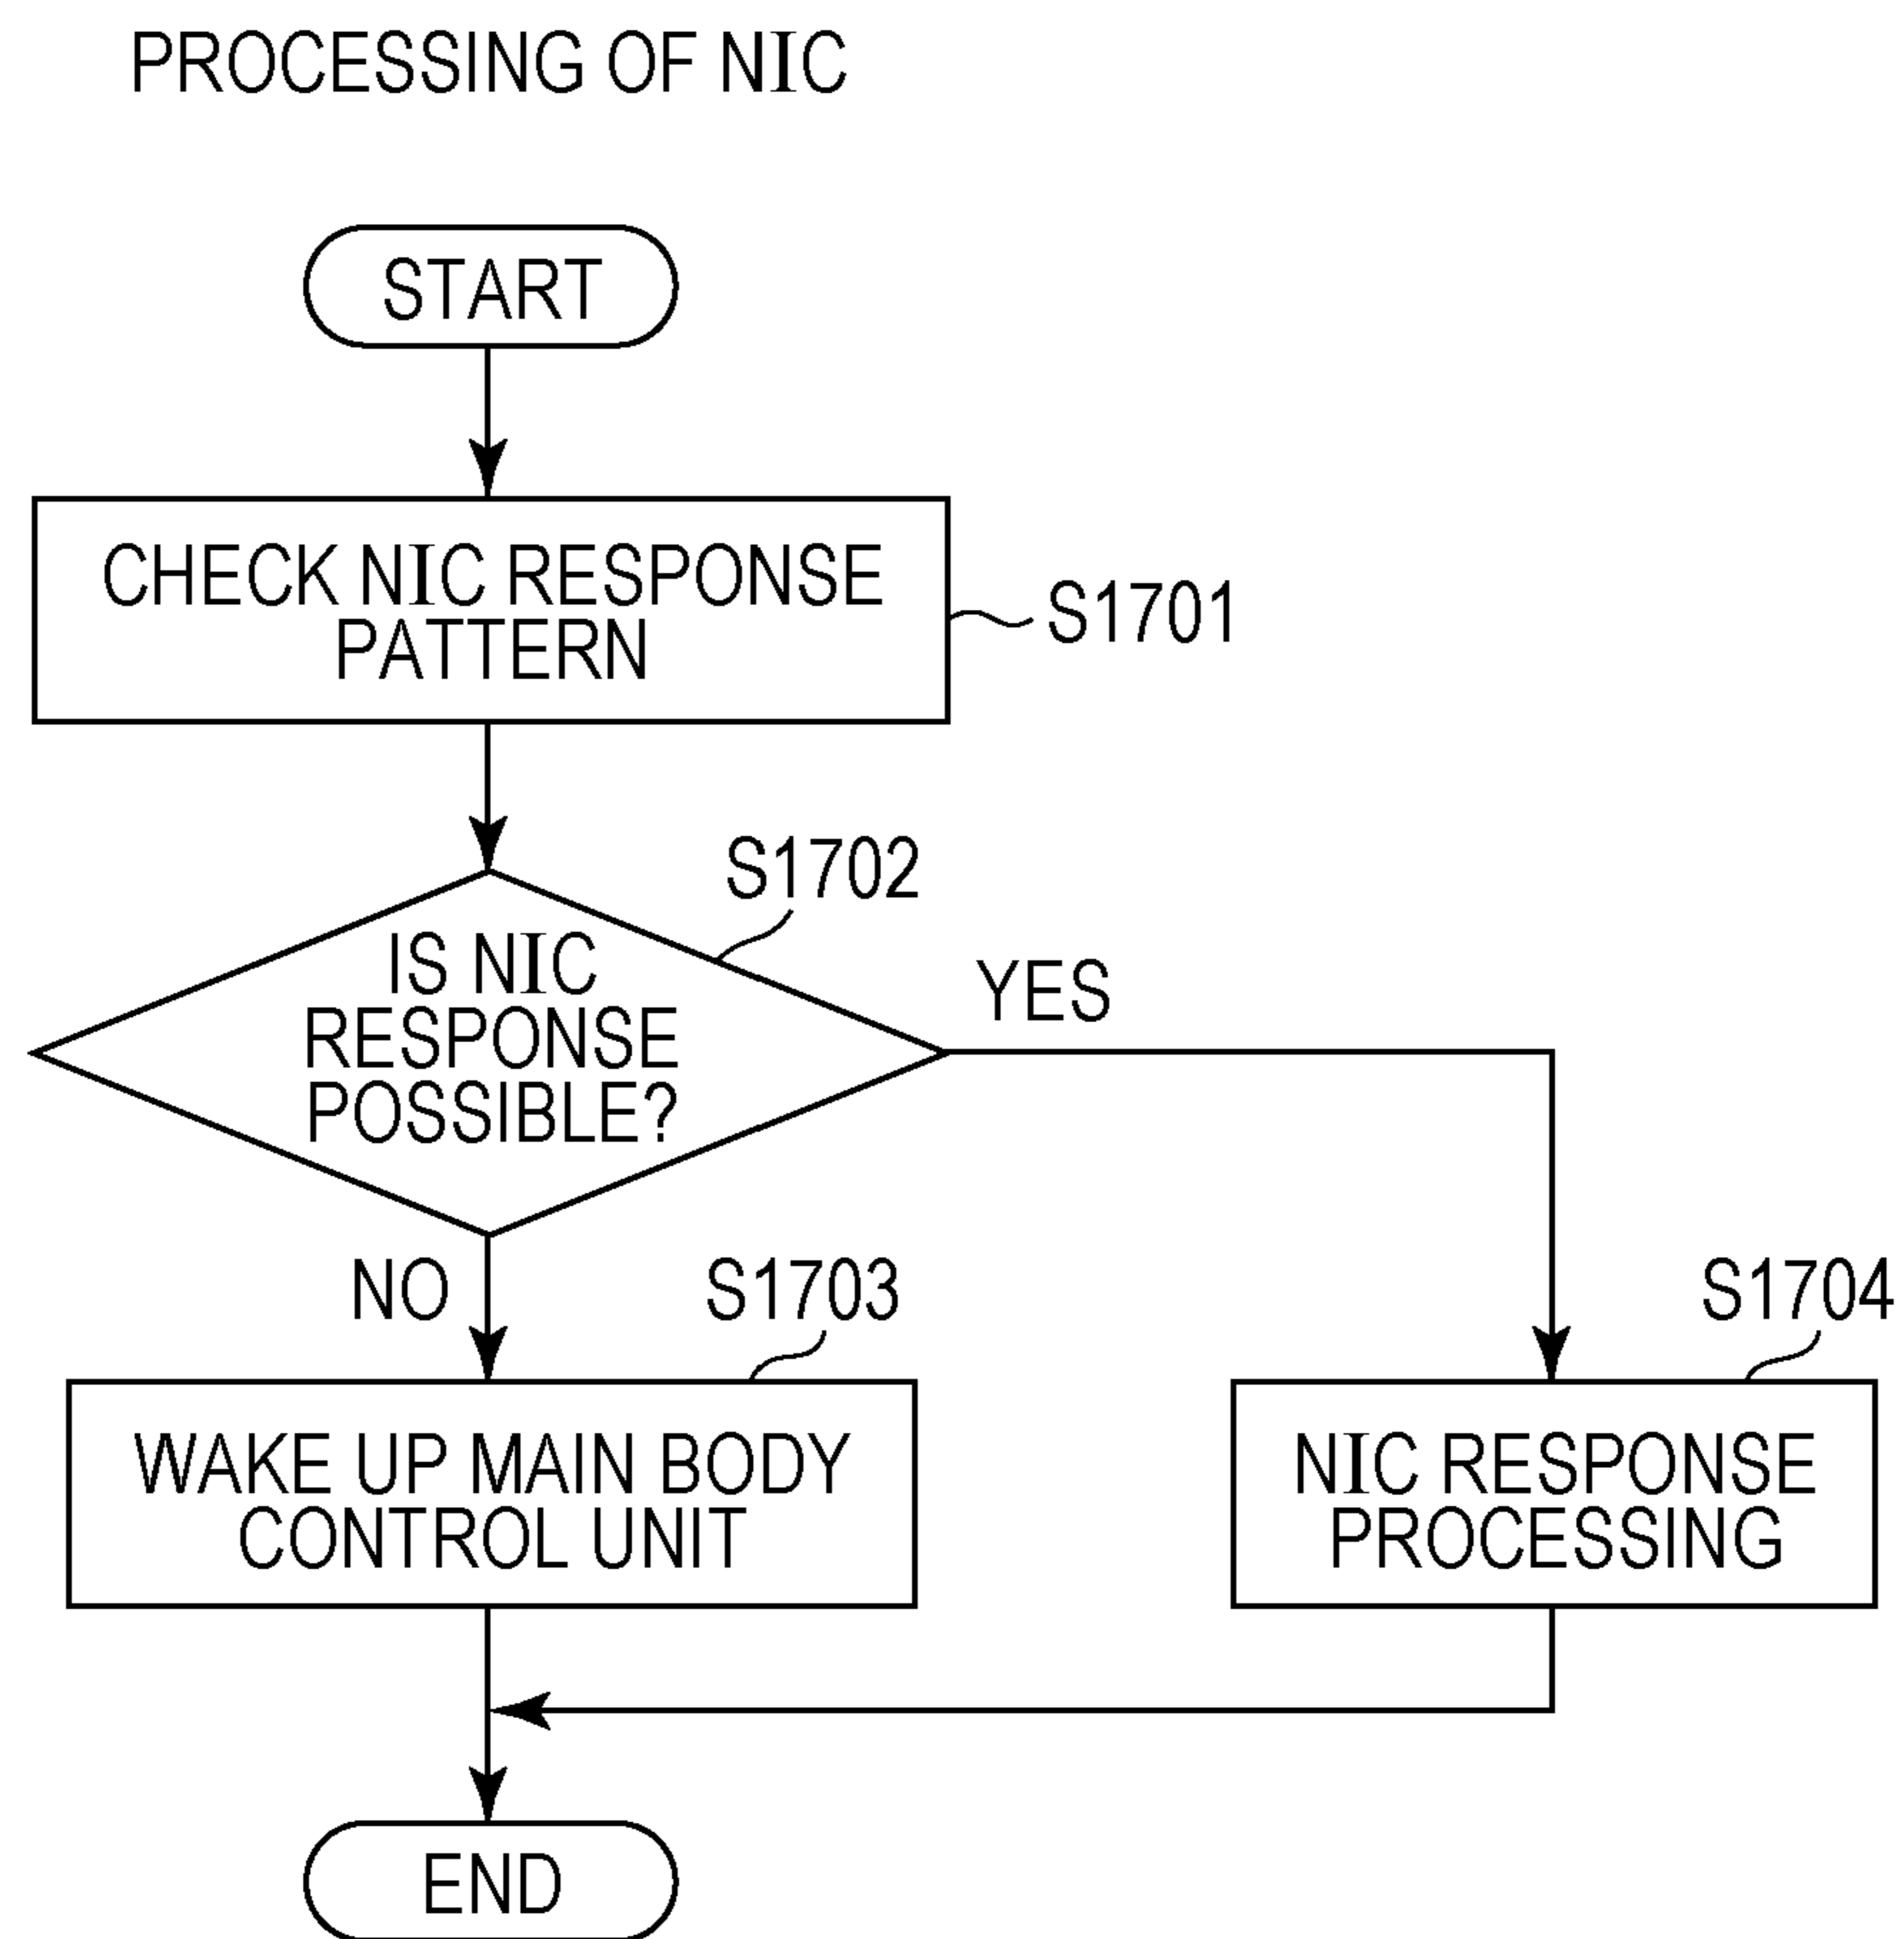 PROCESSING OF NIC
START
CHECK NIC RESPONSE
PATTERN
S1701
S1702
IS NIC
RESPONSE
POSSIBLE?
YES
NO
S1703
S1704
WAKE UP MAIN BODY
CONTROL UNIT
NIC RESPONSE
PROCESSING
END